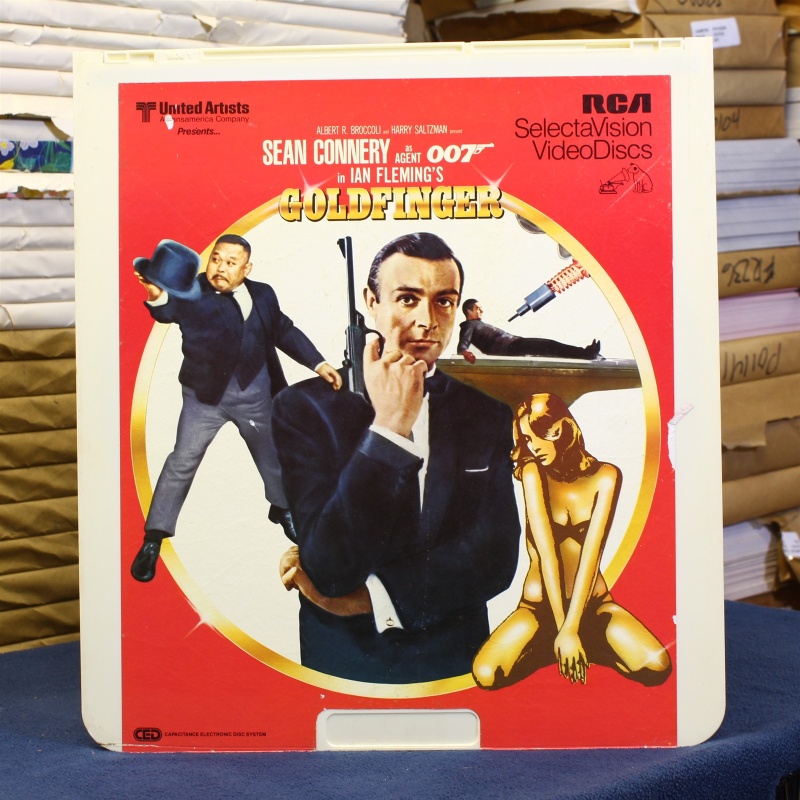 United Artists
A Transamerica Company
Presents...
RCA
SelectaVision
VideoDiscs
ALBERT R. BROCCOLI and HARRY SALTZMAN present
SEAN CONNERY as AGENT 007
in IAN FLEMING'S
GOLDFINGER
CED CAPACITANCE ELECTRONIC DISC SYSTEM